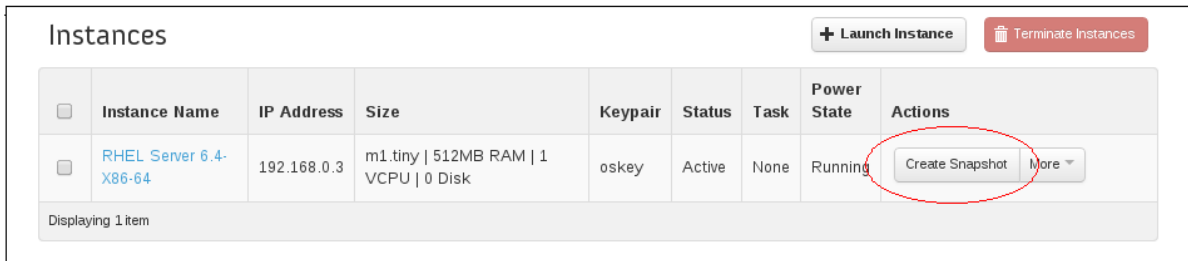 Instances
+ Launch Instance
Terminate Instances
Instance Name
IP Address
Size
Keypair
Status
Task
Power
State
Actions
RHEL Server 6.4-
X86-64
192.168.0.3
m1.tiny | 512MB RAM | 1
VCPU | 0 Disk
oskey
Active
None
Running
Create Snapshot
More
Displaying 1 item